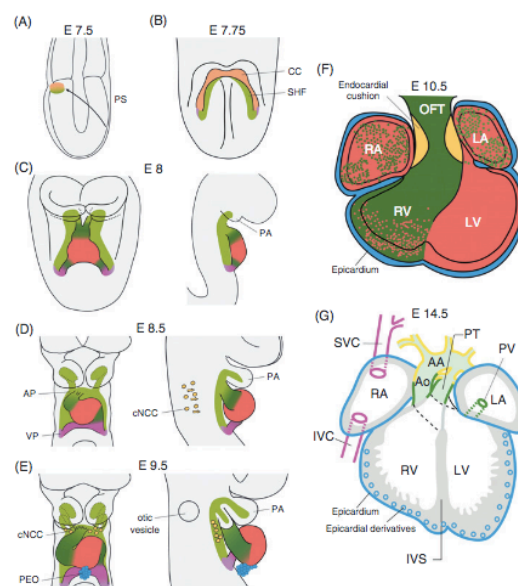 (A)
E 7.5
PS
(B)
E 7.75
CC
SHF
(C)
E 8
PA
(D)
E 8.5
AP
VP
cNCC
PA
(E)
E 9.5
cNCC
PEO
otic
vesicle
PA
(F)
E 10.5
Endocardial
cushion
OFT
RA
LA
RV
LV
Epicardium
(G)
E 14.5
SVC
PT
AA
PV
Ao
RA
LA
IVC
RV
LV
Epicardium
Epicardial derivatives
IVS